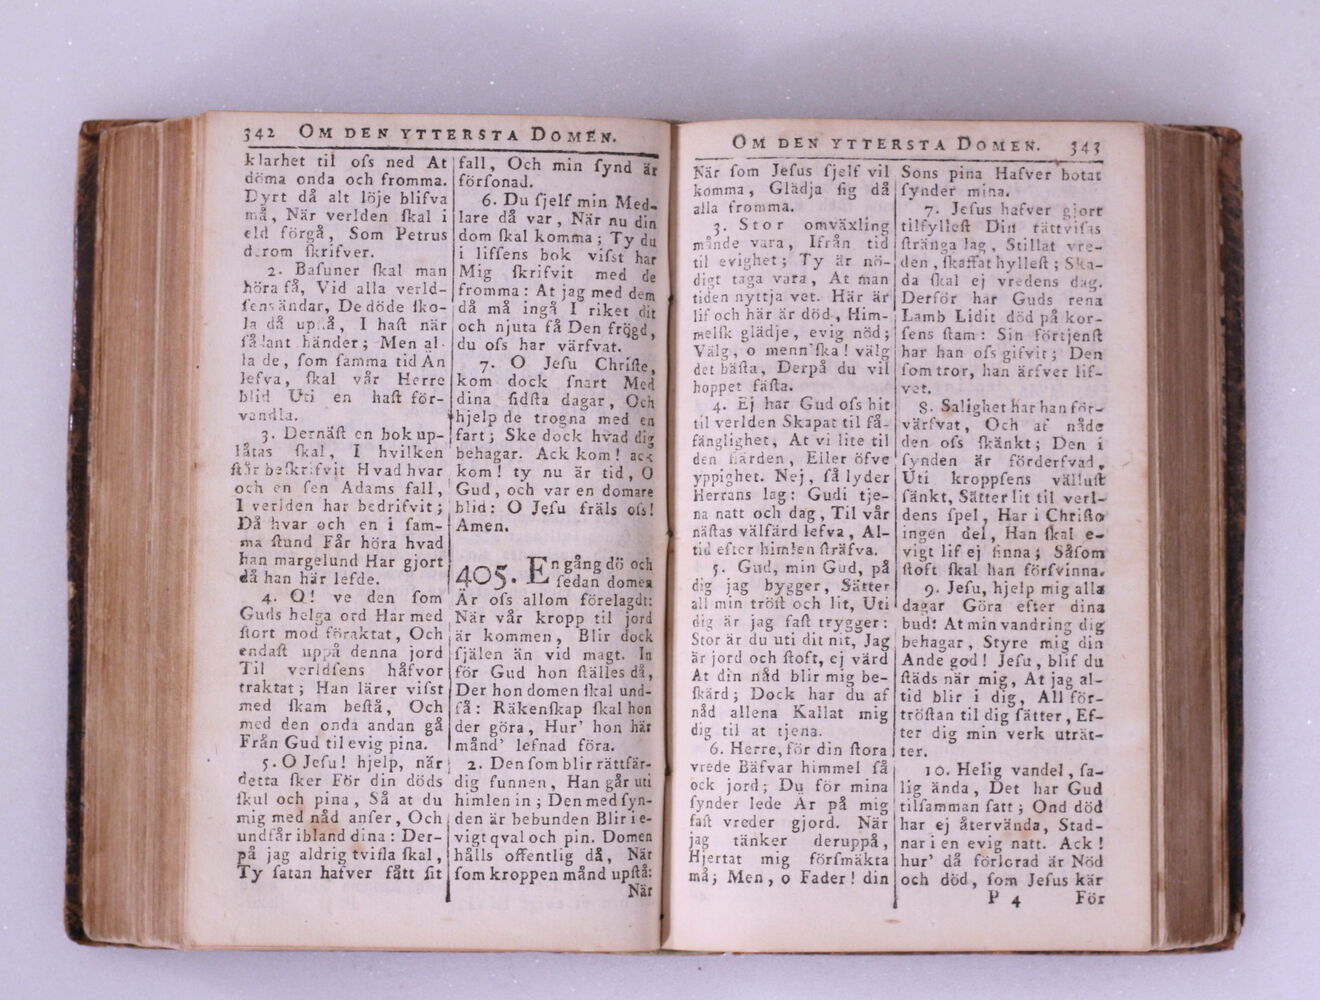 342 OM DEN YTTERSTA DOMEN.
klarhet til oſs ned At
döma onda och fromma.
Dyrt då alt löje blifva
må, När verlden ſkal i
eld förgå, Som Petrus
derom ſkrifver.
2. Baſuner ſkal man
höra få, Vid alla verld-
ſens ändar, De döde ſko-
la då upſtå, I haſt när
ſådant händer; Men al-
la de, ſom ſamma tid Än
lefva, ſkal vår Herre
blid Uti en haſt för-
vandla.
3. Dernäſt en bok up-
låtas ſkal, I hvilken
ſtår beſkrifvit Hvad hvar
och en ſen Adams fall,
I verlden har bedrifvit;
Då hvar och en i ſam-
ma ſtund Får höra hvad
han margelund Har gjort
då han här lefde.
4. O! ve den ſom
Guds helga ord Har med
ſtort mod föraktat, Och
endaſt uppå denna jord
Til verldſens håfvor
traktat; Han lärer viſst
med ſkam beſtå, Och
med den onda andan gå
Från Gud til evig pina.
5. O Jeſu! hjelp, när
detta ſker För din döds
ſkul och pina, Så at du
mig med nåd anſer, Och
undfår ibland dina: Der-
på jag aldrig tvifla ſkal,
Ty ſatan hafver fått ſit
fall, Och min ſynd är
förſonad.
6. Du ſjelf min Med-
lare då var, När nu din
dom ſkal komma; Ty du
i lifſens bok viſst har
Mig ſkrifvit med de
fromma: At jag med dem
då må ingå I riket dit
och njuta få Den frögd,
du oſs har värfvat.
7. O Jeſu Chriſte,
kom dock ſnart Med
dina ſidſta dagar, Och
hjelp de trogna med en
fart; Ske dock hvad dig
behagar. Ack kom! ack
kom! ty nu är tid, O
Gud, och var en domare
blid: O Jeſu fräls oſs!
Amen.
405. En gång dö och
ſedan domen
Är oſs allom förelagdt:
När vår kropp til jord
är kommen, Blir dock
ſjälen än vid magt. In
för Gud hon ſtälles då,
Der hon domen ſkal und-
få: Räkenſkap ſkal hon
der göra, Hur' hon här
månd' lefnad föra.
2. Den ſom blir rättfär-
dig funnen, Han går uti
himlen in; Den med ſyn-
den är bebunden Blir i e-
vigt qval och pin. Domen
hålls offentlig då, När
ſom kroppen månd upſtå:
När
OM DEN YTTERSTA DOMEN. 343
När ſom Jeſus ſjelf vil
komma, Glädja ſig då
alla fromma.
3. Stor omväxling
månde vara, Ifrån tid
til evighet; Ty är nö-
digt taga vara, At man
tiden nyttja vet. Här är
lif och här är död, Him-
melſk glädje, evig nöd;
Välg, o menn'ſka! välg
det bäſta, Derpå du vil
hoppet fäſta.
4. Ej har Gud oſs hit
til verlden Skapat til få-
fänglighet, At vi lite til
den flärden, Eller öfve
yppighet. Nej, få lyder
Herrans lag: Gudi tje-
na natt och dag, Til vår
näſtas välfärd lefva, Al-
tid efter himlen ſträfva.
5. Gud, min Gud, på
dig jag bygger, Sätter
all min tröſt och lit, Uti
dig är jag faſt trygger:
Stor är du uti dit nit, Jag
är jord och ſtoft, ej värd
At din nåd blir mig be-
ſkärd; Dock har du af
nåd allena Kallat mig
dig til at tjena.
6. Herre, för din ſtora
vrede Bäfvar himmel få
ock jord; Du för mina
ſynder lede Är på mig
faſt vreder gjord. När
jag tänker deruppå,
Hjertat mig förſmäkta
må; Men, o Fader! din
Sons pina Hafver botat
ſynder mina.
7. Jeſus hafver gjort
tilfylleſt Din rättviſas
ſtränga lag, Stillat vre-
den, ſkaffat hylleſt; Ska-
da ſkal ej vredens dag.
Derför har Guds rena
Lamb Lidit död på kor-
ſens ſtam: Sin förtjenſt
har han oſs gifvit; Den
ſom tror, han ärfver lif-
vet.
8. Salighet har han för-
värfvat, Och af nåde
den oſs ſkänkt; Den i
ſynden är förderfvad,
Uti kroppſens välluſt
ſänkt, Sätter lit til verl-
dens ſpel, Har i Chriſto
ingen del, Han ſkal e-
vigt lif ej finna; Såſom
ſtoft ſkal han förſvinna.
9. Jeſu, hjelp mig alla
dagar Göra efter dina
bud: At min vandring dig
behagar, Styre mig din
Ande god! Jeſu, blif du
ſtäds när mig, At jag al-
tid blir i dig, All för-
tröſtan til dig ſätter, Ef-
ter dig min verk uträt-
ter.
10. Helig vandel, ſa-
lig ända, Det har Gud
tilſamman ſatt; Ond död
har ej återvända, Stad-
nar i en evig natt. Ack!
hur' då förlorad är Nöd
och död, ſom Jeſus kär
P 4 För